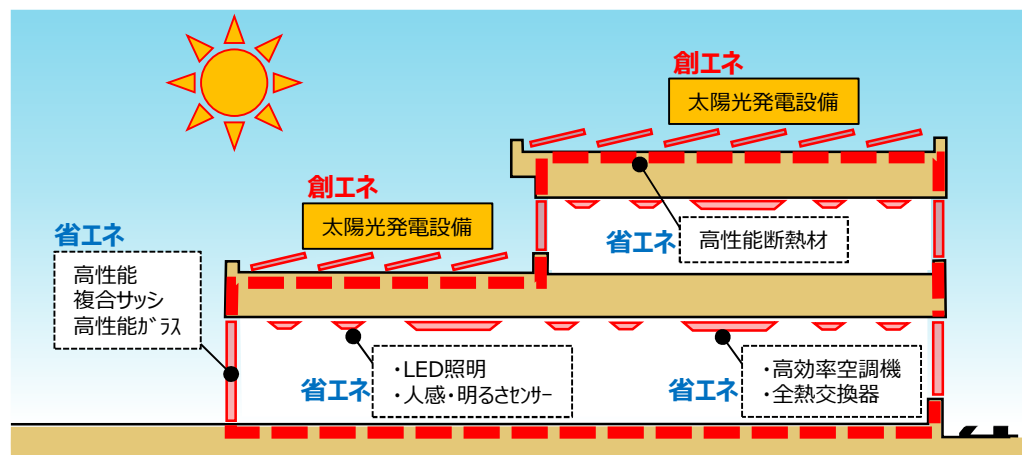 創エネ
太陽光発電設備
創エネ
太陽光発電設備
省エネ
高性能断熱材
省エネ
高性能
複合サッシ
高性能ｶﾞﾗｽ
省エネ
・LED照明
・人感・明るさｾﾝｻｰ
省エネ
・高効率空調機
・全熱交換器